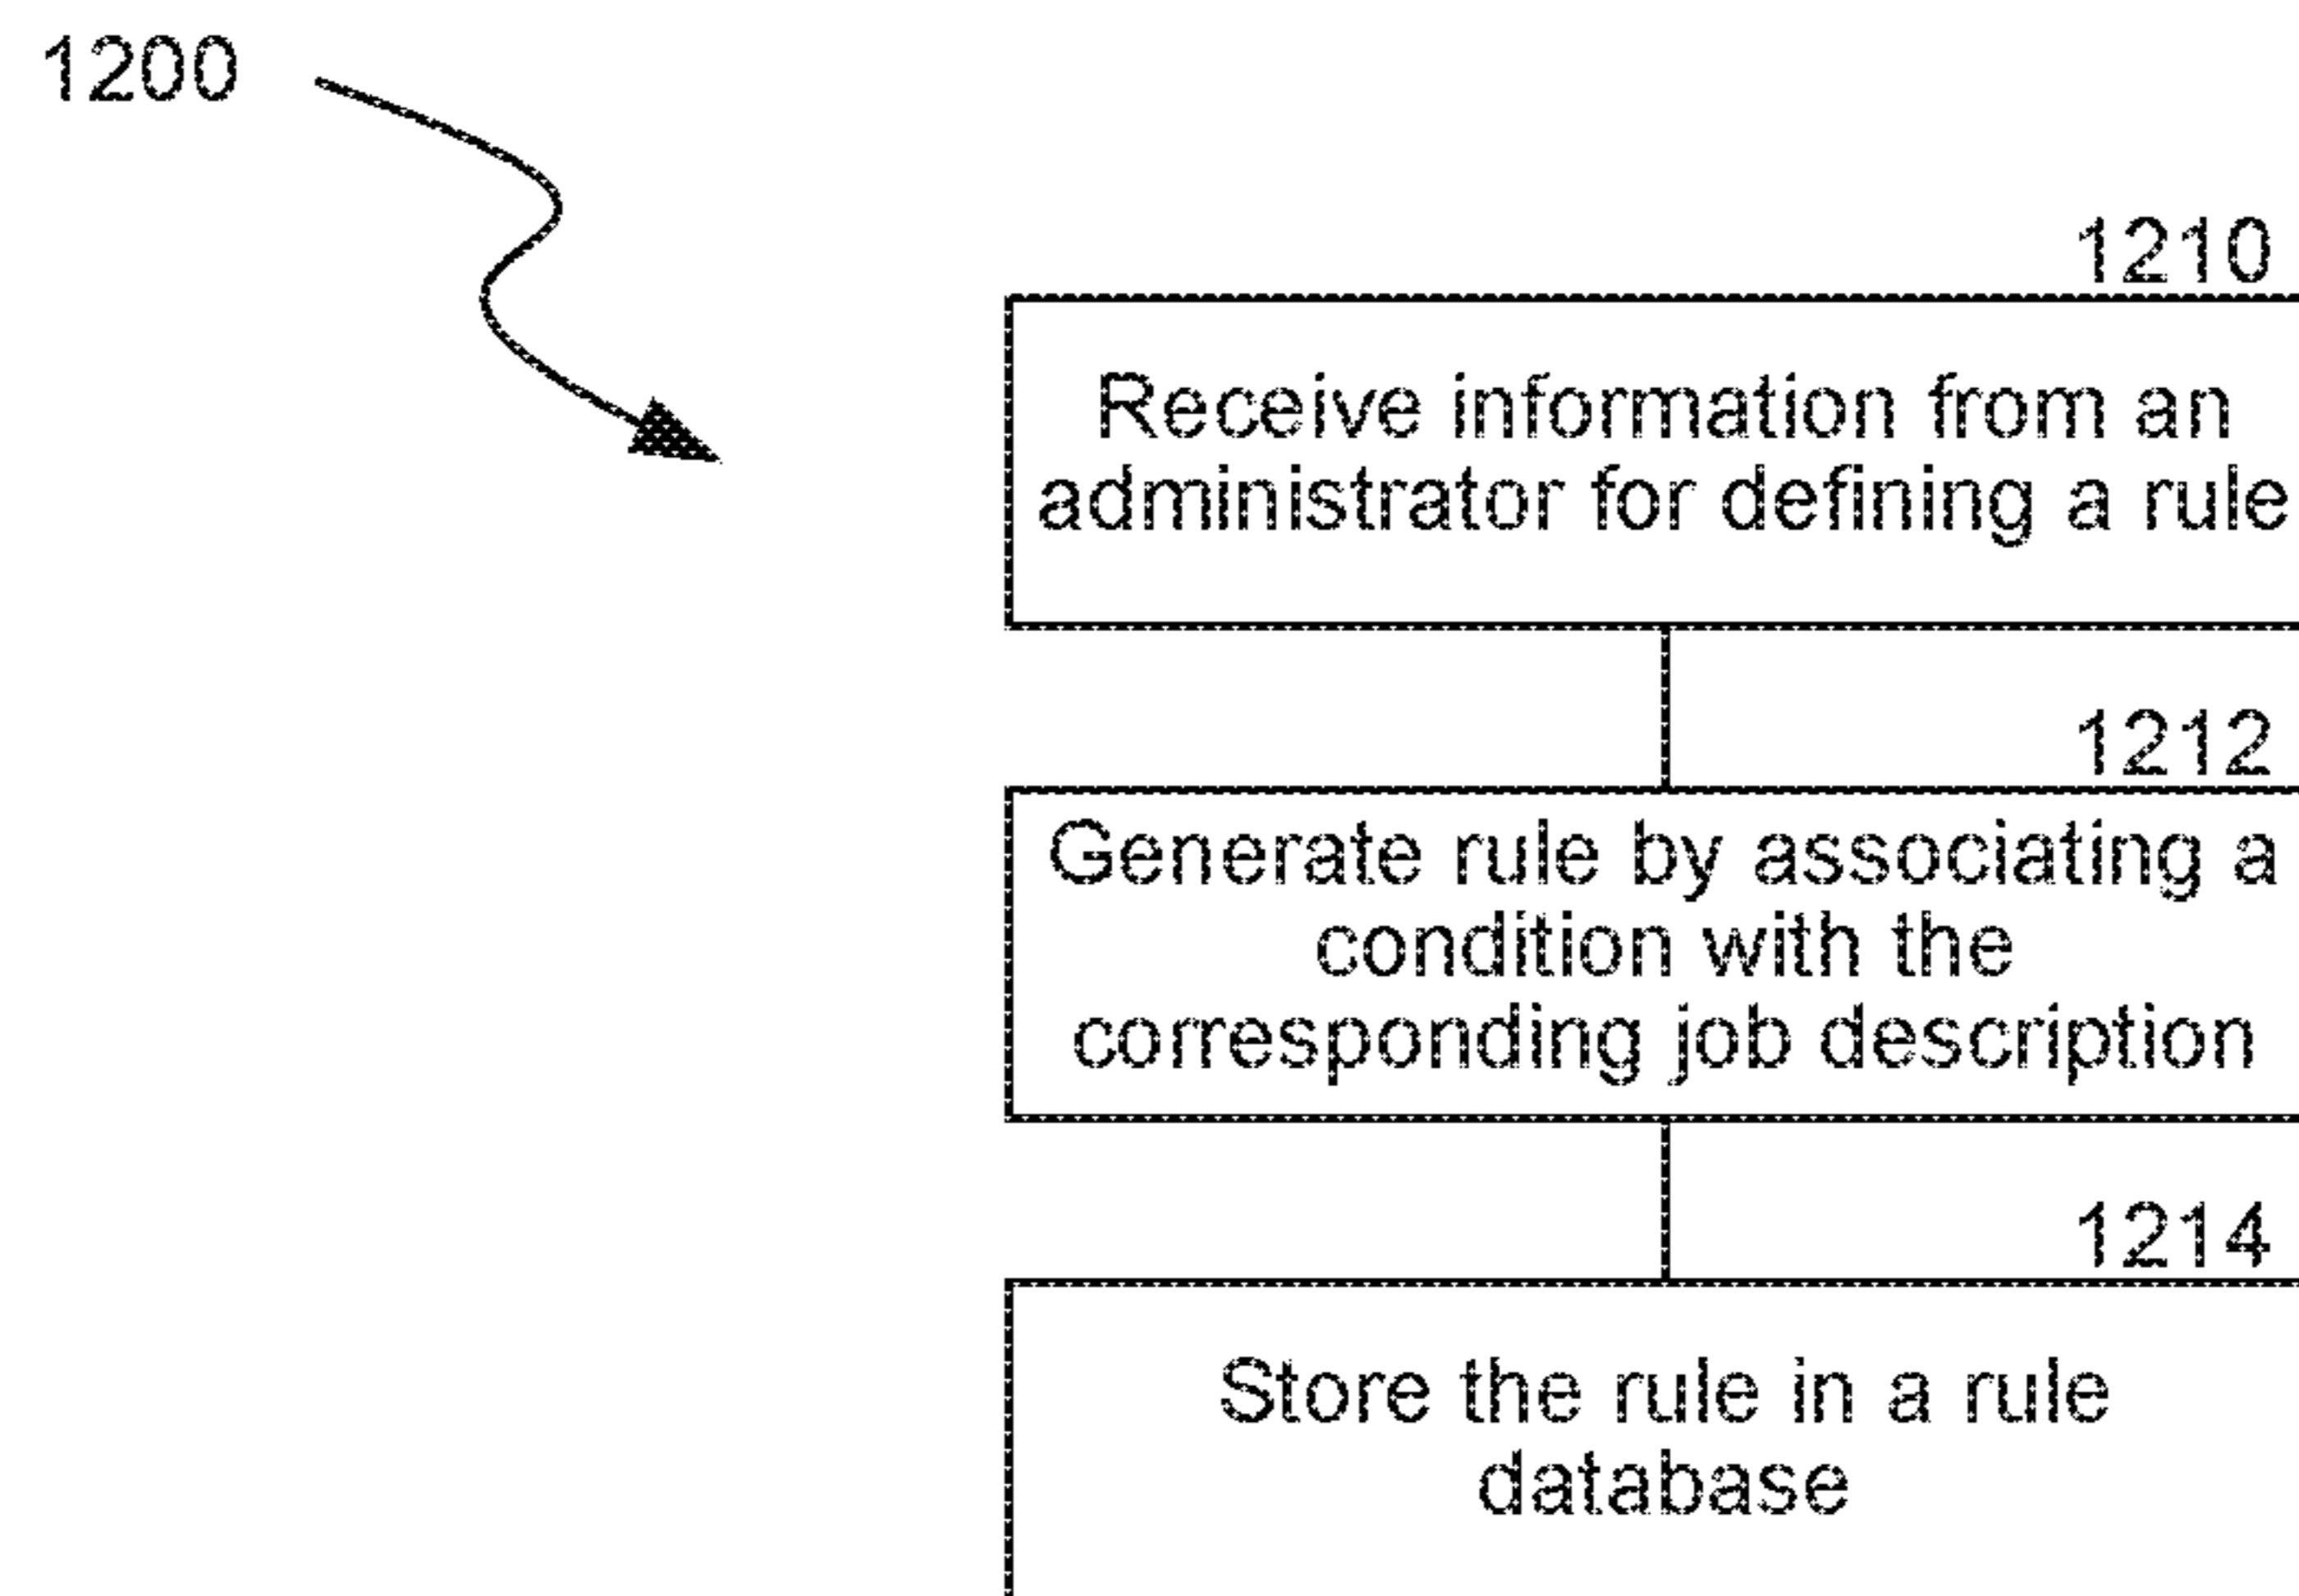 1200
1210
Receive information from an
administrator for defining a rule
1212
Generate rule by associating a
condition with the
corresponding job description
1214
Store the rule in a rule
database